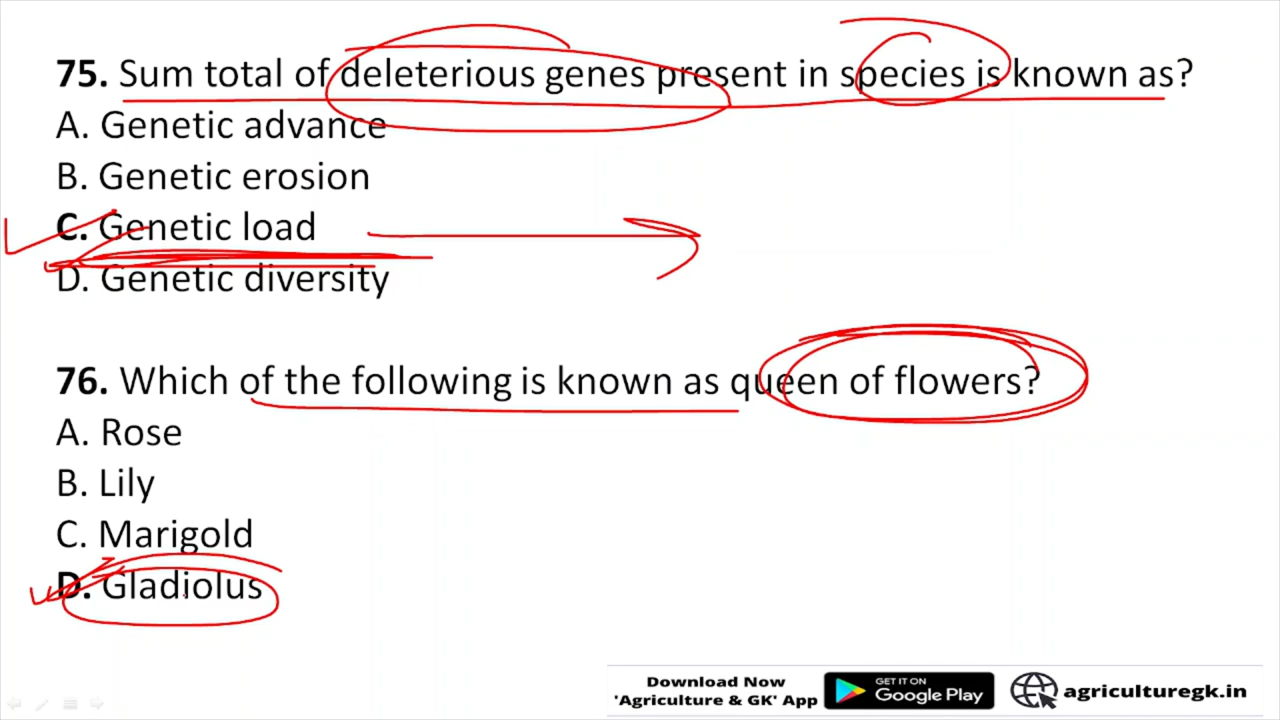 75. Sum total of deleterious genes present in species is known as?
A. Genetic advance
B. Genetic erosion
C. Genetic load
D. Genetic diversity
76. Which of the following is known as queen of flowers?
A. Rose
B. Lily
C. Marigold
D. Gladiolus
Download Now
'Agriculture & GK' App
GET IT ON
Google Play
agriculturegk.in